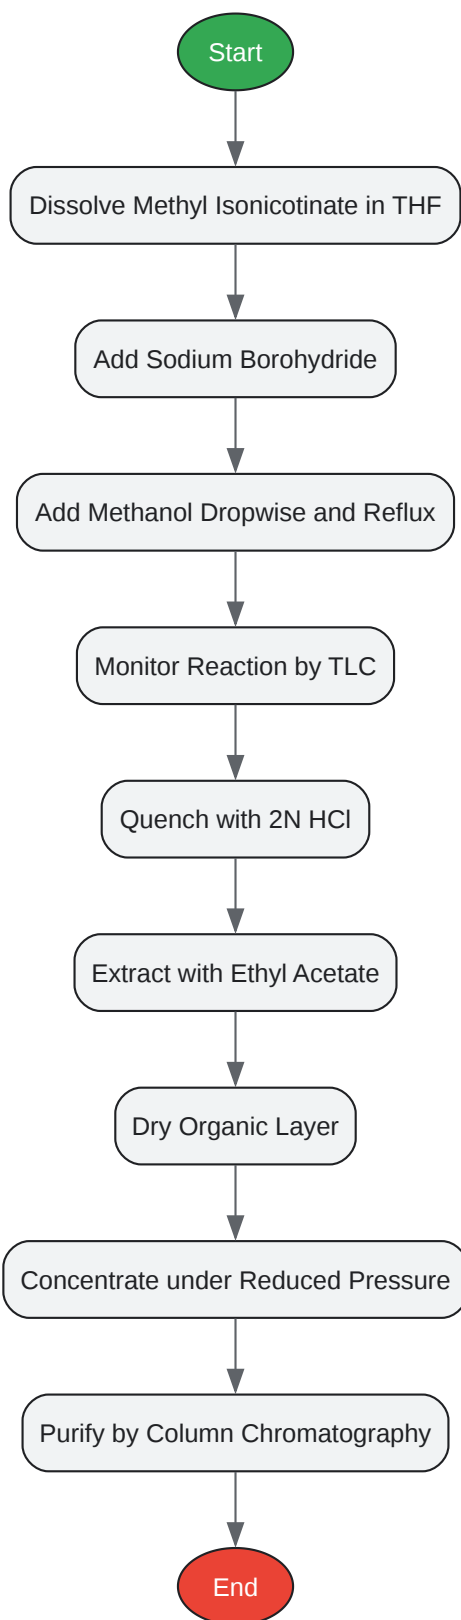 Start
Dissolve Methyl Isonicotinate in THF
Add Sodium Borohydride
Add Methanol Dropwise and Reflux
Monitor Reaction by TLC
Quench with 2N HCl
Extract with Ethyl Acetate
Dry Organic Layer
Concentrate under Reduced Pressure
Purify by Column Chromatography
End